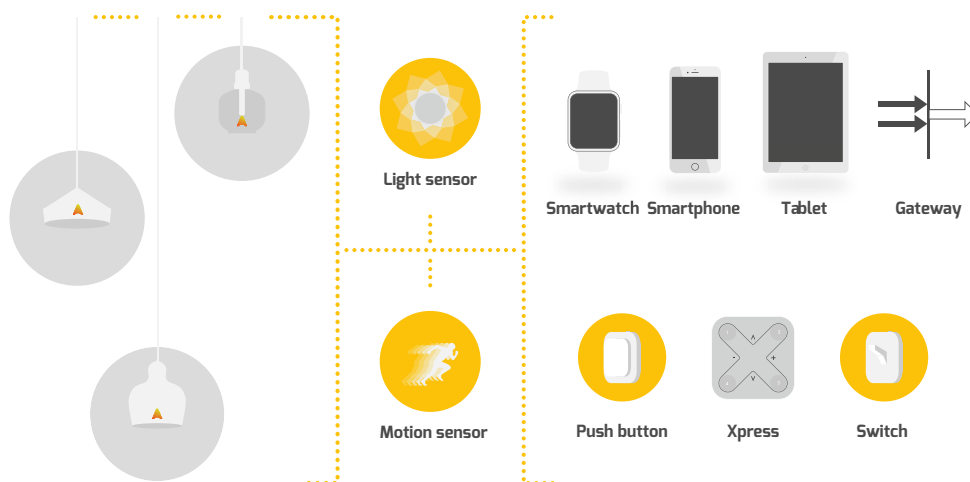 Light sensor
Smartwatch
Smartphone
Tablet
Gateway
Motion sensor
Push button
Xpress
Switch